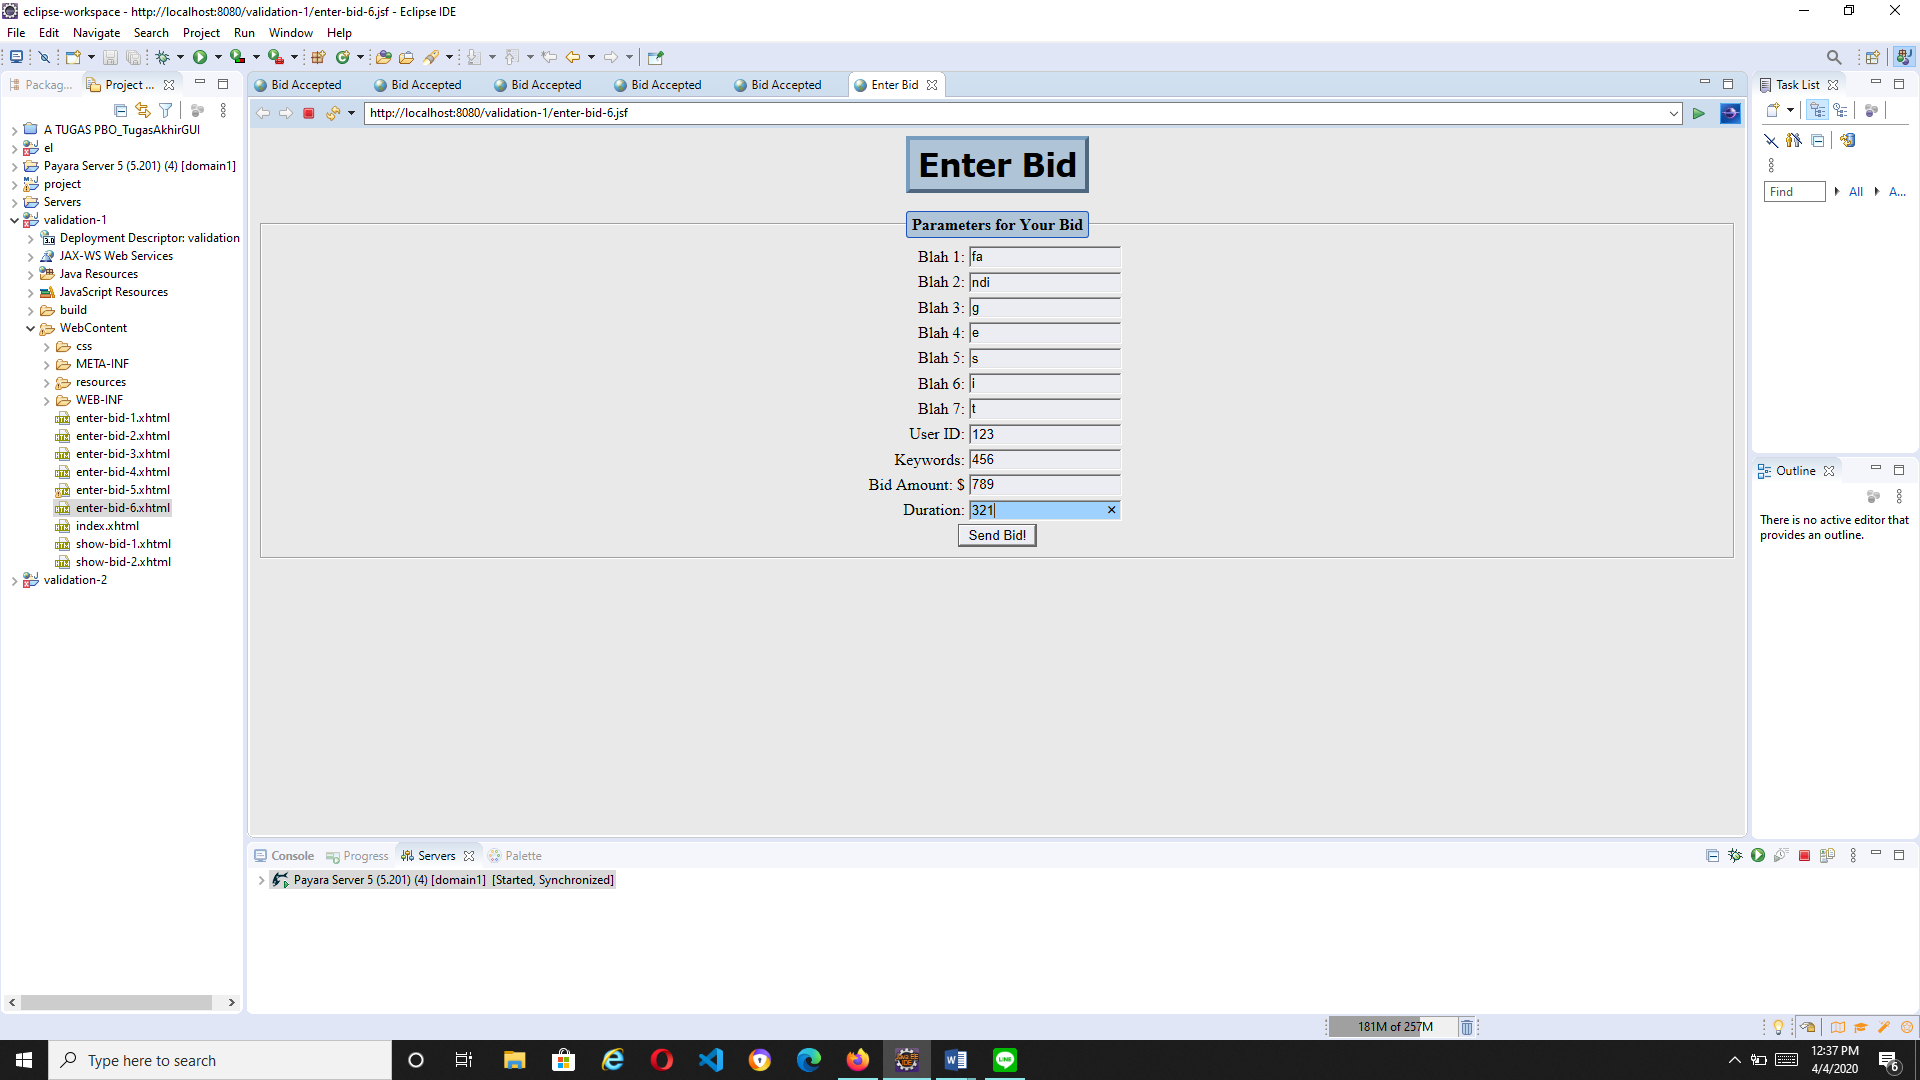 eclipse-workspace - http://localhost:8080/validation-1/enter-bid-6.jsf - Eclipse IDE
File Edit Navigate Search Project Run Window Help
Packag... Project ...
A TUGAS PBO_TugasAkhirGUI
el
Payara Server 5 (5.201) (4) [domain1]
project
Servers
validation-1
Deployment Descriptor: validation
JAX-WS Web Services
Java Resources
JavaScript Resources
build
WebContent
css
META-INF
resources
WEB-INF
enter-bid-1.xhtml
enter-bid-2.xhtml
enter-bid-3.xhtml
enter-bid-4.xhtml
enter-bid-5.xhtml
enter-bid-6.xhtml
index.xhtml
show-bid-1.xhtml
show-bid-2.xhtml
validation-2
Bid Accepted Bid Accepted Bid Accepted Bid Accepted Bid Accepted Enter Bid
http://localhost:8080/validation-1/enter-bid-6.jsf
Enter Bid
Parameters for Your Bid
Blah 1: fa
Blah 2: ndi
Blah 3: g
Blah 4: e
Blah 5: s
Blah 6: i
Blah 7: t
User ID: 123
Keywords: 456
Bid Amount: $ 789
Duration: 321
Send Bid!
Task List
Find All A...
Outline
There is no active editor that
provides an outline.
Console Progress Servers Palette
Payara Server 5 (5.201) (4) [domain1] [Started, Synchronized]
181M of 257M
Type here to search
12:37 PM
4/4/2020
6